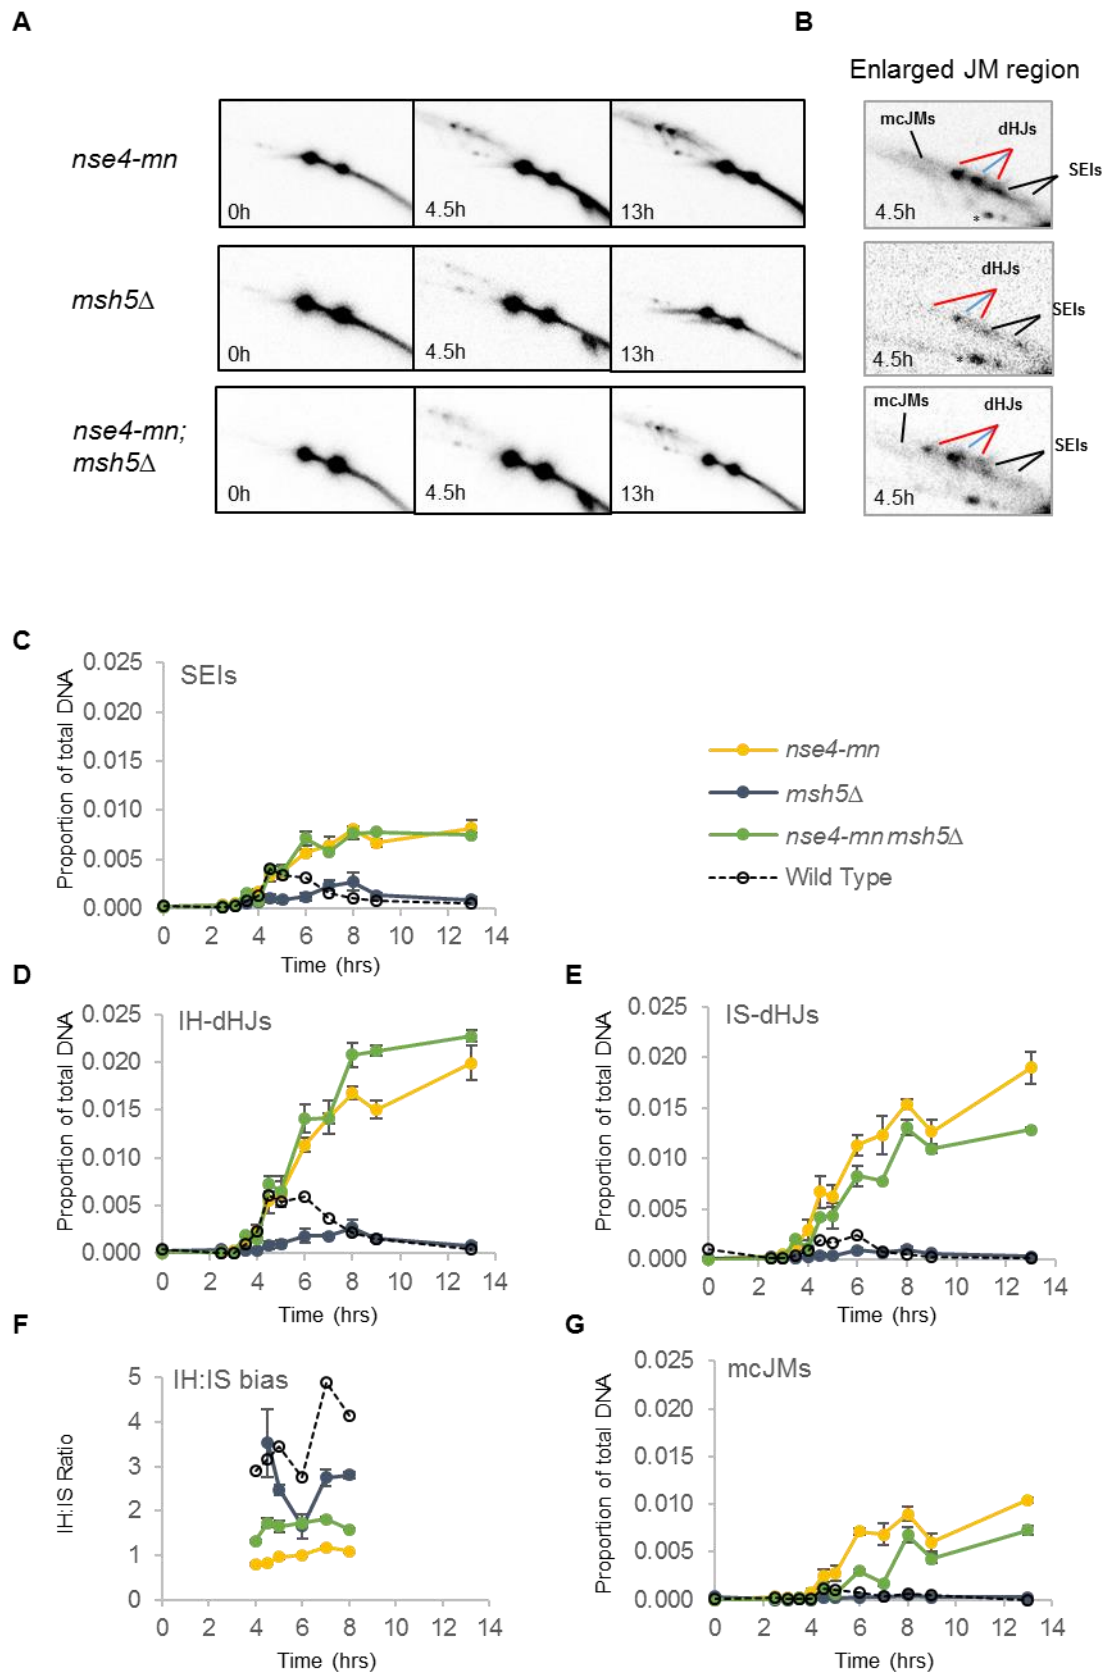 A
B
Enlarged JM region
nse4-mn
0h
4.5h
13h
mcJMs
dHJs
SEIs
4.5h
*
msh5Δ
0h
4.5h
13h
dHJs
SEIs
4.5h
*
nse4-mn;
msh5Δ
0h
4.5h
13h
mcJMs
dHJs
SEIs
4.5h
C
SEIs
Proportion of total DNA
0.025
0.020
0.015
0.010
0.005
0.000
0 2 4 6 8 10 12 14
Time (hrs)
nse4-mn
msh5Δ
nse4-mn msh5Δ
Wild Type
D
IH-dHJs
Proportion of total DNA
0.025
0.020
0.015
0.010
0.005
0.000
0 2 4 6 8 10 12 14
Time (hrs)
E
IS-dHJs
Proportion of total DNA
0.025
0.020
0.015
0.010
0.005
0.000
0 2 4 6 8 10 12 14
Time (hrs)
F
IH:IS bias
IH:IS Ratio
5
4
3
2
1
0
0 2 4 6 8 10 12 14
Time (hrs)
G
mcJMs
Proportion of total DNA
0.025
0.020
0.015
0.010
0.005
0.000
0 2 4 6 8 10 12 14
Time (hrs)